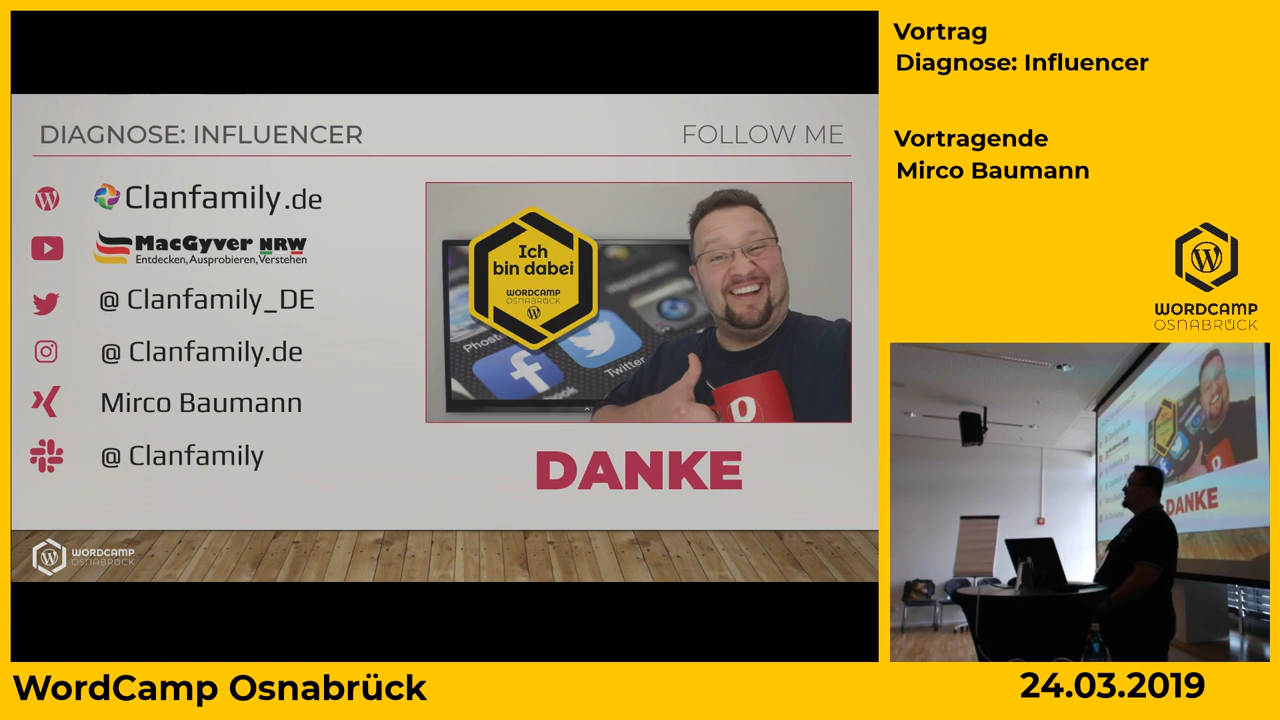 DIAGNOSE: INFLUENCER
FOLLOW ME
Clanfamily.de
MacGyver NRW
Entdecken, Ausprobieren, Verstehen
@ Clanfamily_DE
@ Clanfamily.de
Mirco Baumann
@ Clanfamily
Ich
bin dabei
WORDCAMP
OSNABRÜCK
Twitter
DANKE
WORDCAMP
OSNABRÜCK
Vortrag
Diagnose: Influencer
Vortragende
Mirco Baumann
WORDCAMP
OSNABRÜCK
DANKE
WordCamp Osnabrück
24.03.2019